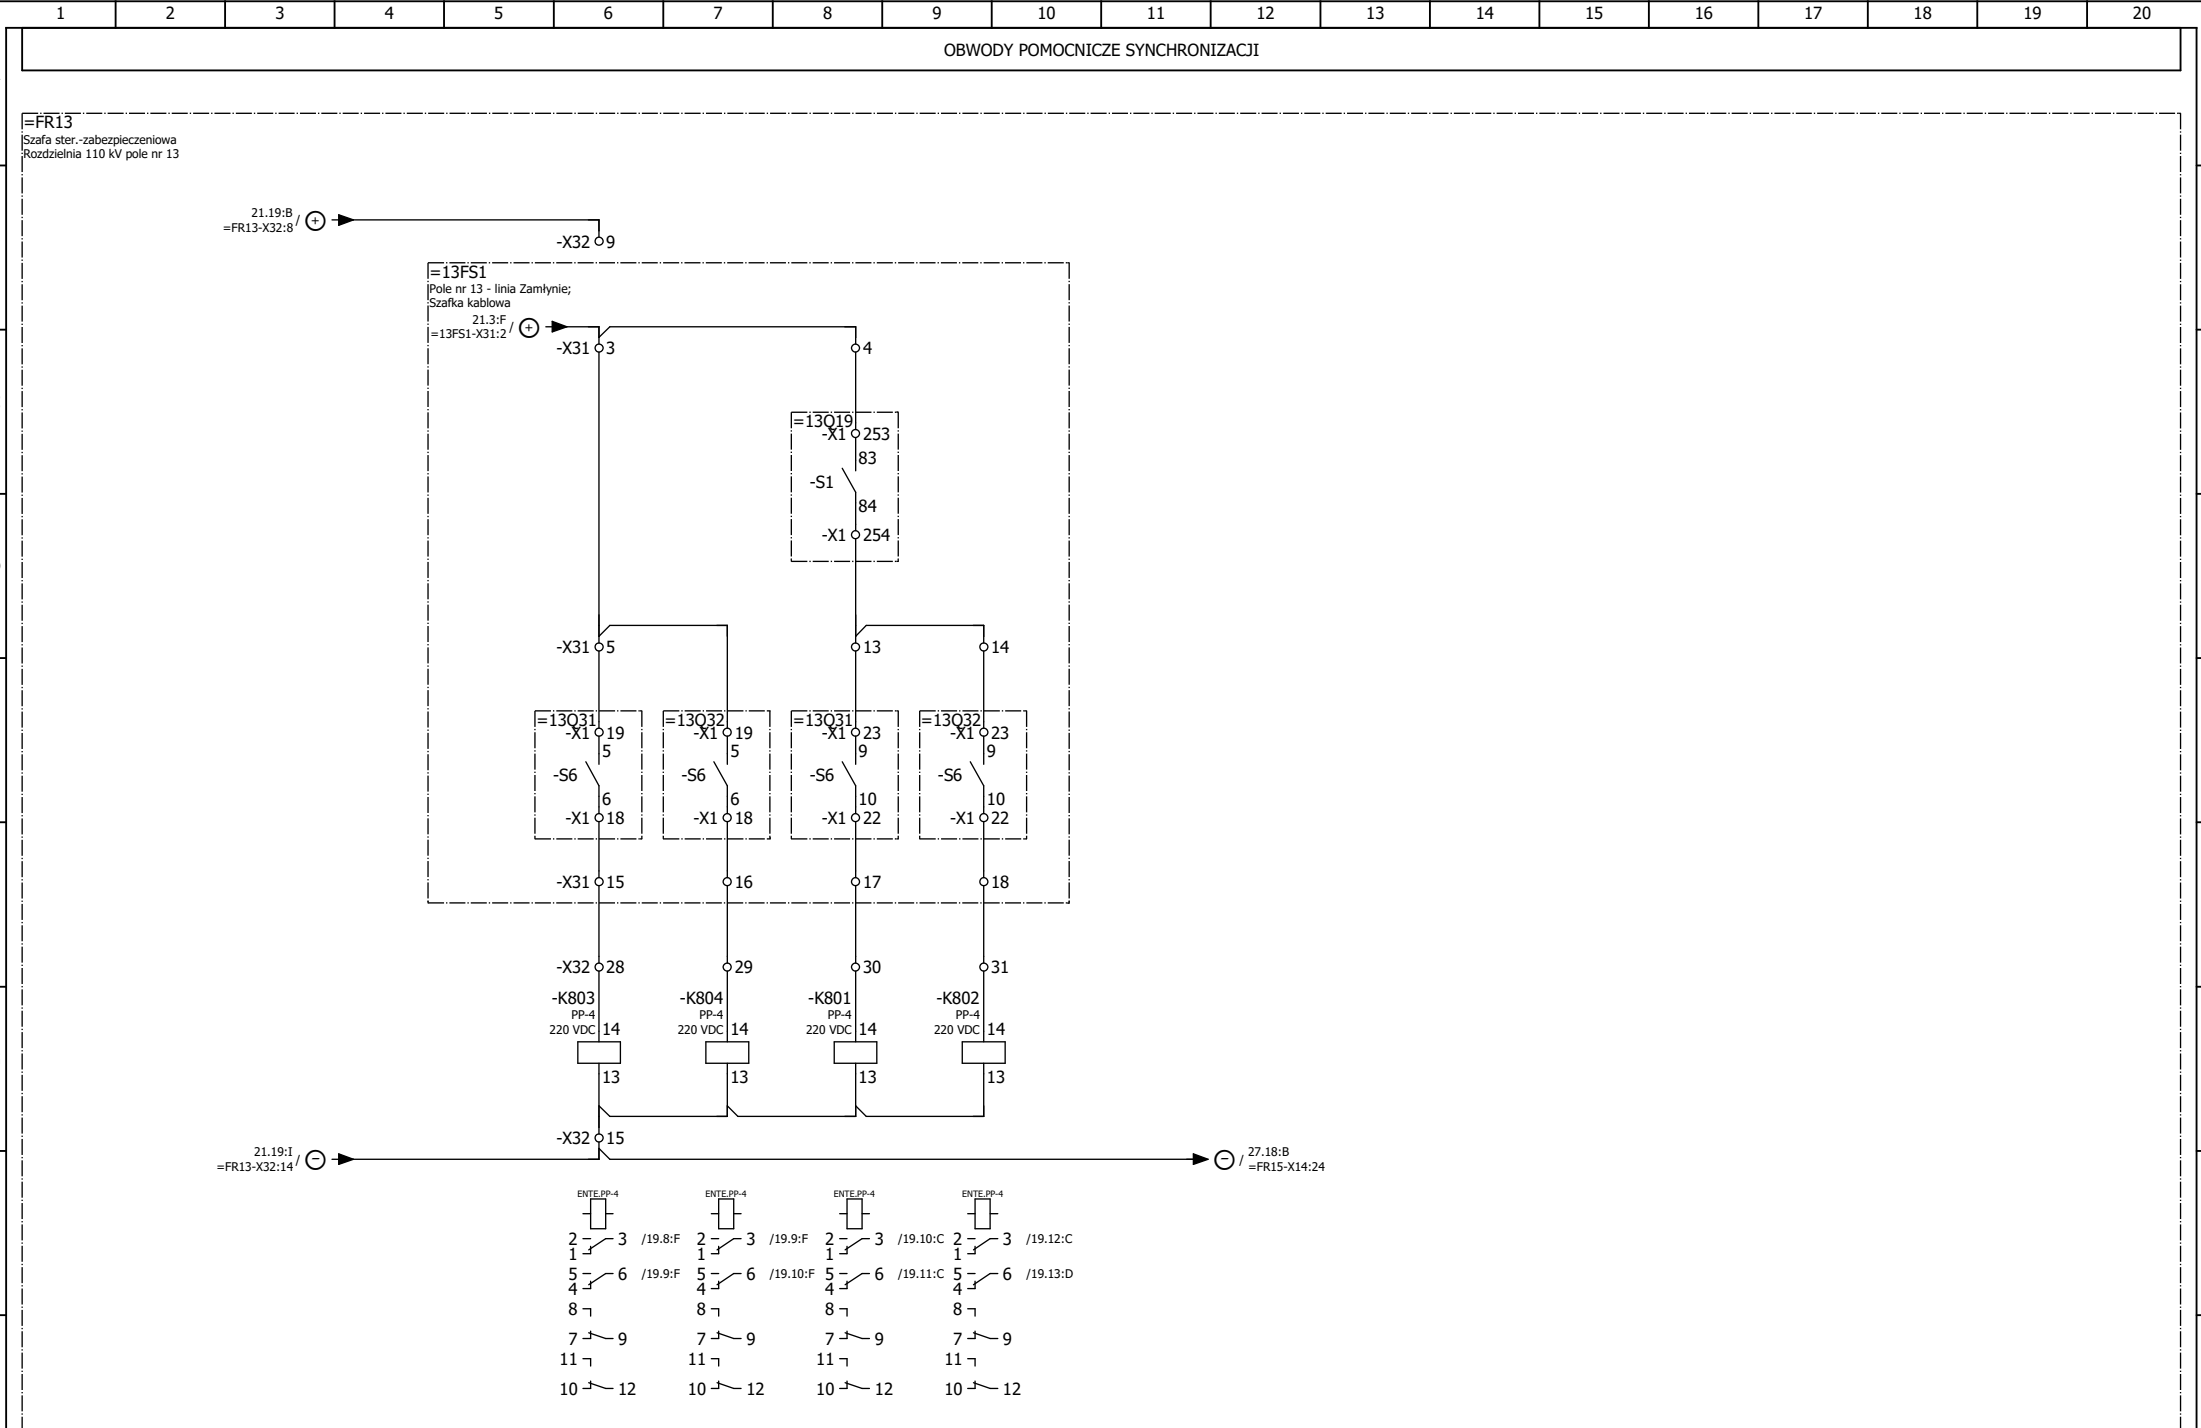 1 2 3 4 5 6 7 8 9 10 11 12 13 14 15 16 17 18 19 20
OBWODY POMOCNICZE SYNCHRONIZACJI
=FR13
Szafa ster.-zabezpieczeniowa
Rozdzielnia 110 kV pole nr 13
21.19:B
=FR13-X32:8 / +
-X32 9
=13FS1
Pole nr 13 - linia Zamłynie;
Szafka kablowa
21.3:F
=13FS1-X31:2 / +
-X31 3 4
=13Q19
-X1 253
83
-S1
84
-X1 254
-X31 5 13 14
=13Q31 =13Q32 =13Q31 =13Q32
-X1 19 -X1 19 -X1 23 -X1 23
5 5 9 9
-S6 -S6 -S6 -S6
6 6 10 10
-X1 18 -X1 18 -X1 22 -X1 22
-X31 15 16 17 18
-X32 28 29 30 31
-K803 -K804 -K801 -K802
PP-4 PP-4 PP-4 PP-4
220 VDC 14 220 VDC 14 220 VDC 14 220 VDC 14
13 13 13 13
-X32 15
21.19:I
=FR13-X32:14 / −
− / 27.18:B
=FR15-X14:24
ENTE.PP-4 ENTE.PP-4 ENTE.PP-4 ENTE.PP-4
2 3 /19.8:F 2 3 /19.9:F 2 3 /19.10:C 2 3 /19.12:C
1 1 1 1
5 6 /19.9:F 5 6 /19.10:F 5 6 /19.11:C 5 6 /19.13:D
4 4 4 4
8 8 8 8
7 9 7 9 7 9 7 9
11 11 11 11
10 12 10 12 10 12 10 12